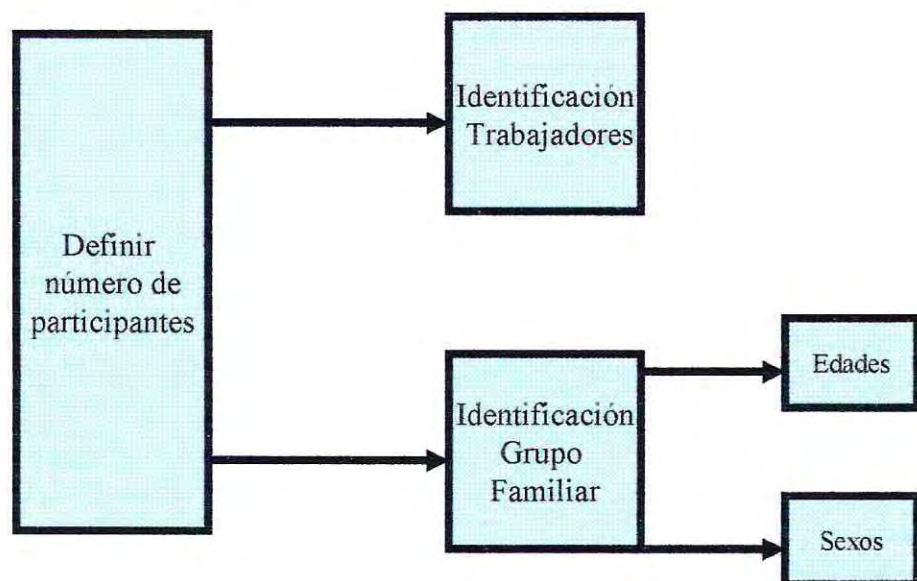 Definir
número de
participantes
Identificación
Trabajadores
Identificación
Grupo
Familiar
Edades
Sexos